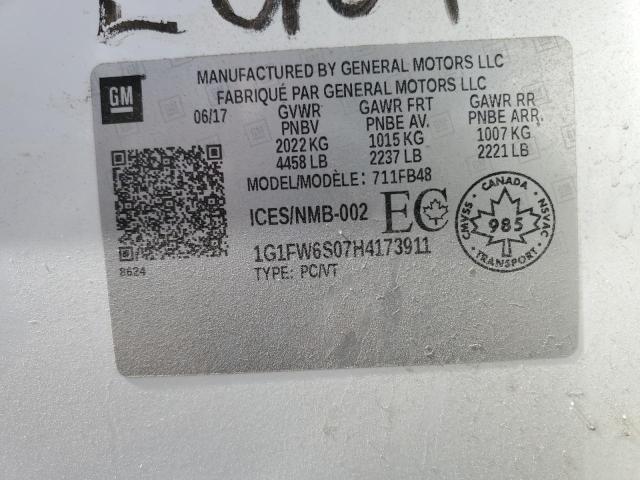 MANUFACTURED BY GENERAL MOTORS LLC
FABRIQUÉ PAR GENERAL MOTORS LLC
GM
06/17
GVWR GAWR FRT GAWR RR
PNBV PNBE AV. PNBE ARR.
2022 KG 1015 KG 1007 KG
4458 LB 2237 LB 2221 LB
MODEL/MODÈLE: 711FB48
ICES/NMB-002 EC
1G1FW6S07H4173911
TYPE: PC/VT
8624
CANADA
CMVSS 985 NSVAC
TRANSPORT